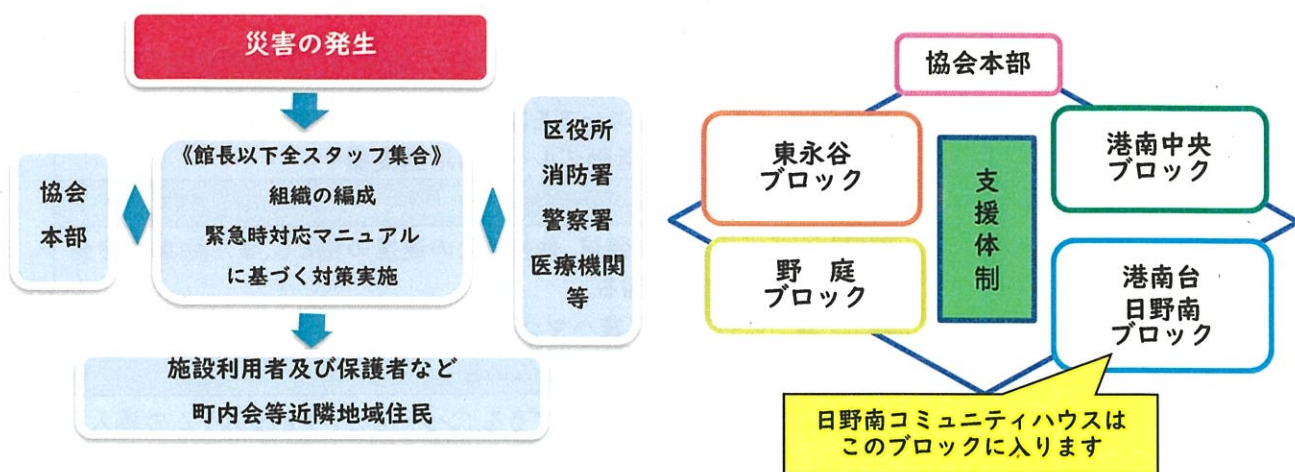 災害の発生
協会
本部
《館長以下全スタッフ集合》
組織の編成
緊急時対応マニュアル
に基づく対策実施
区役所
消防署
警察署
医療機関
等
施設利用者及び保護者など
町内会等近隣地域住民
協会本部
東永谷
ブロック
港南中央
ブロック
支援体制
野 庭
ブロック
港南台
日野南
ブロック
日野南コミュニティハウスは
このブロックに入ります